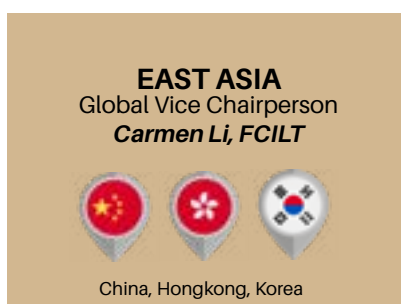 EAST ASIA
Global Vice Chairperson
Carmen Li, FCILT
China, Hongkong, Korea